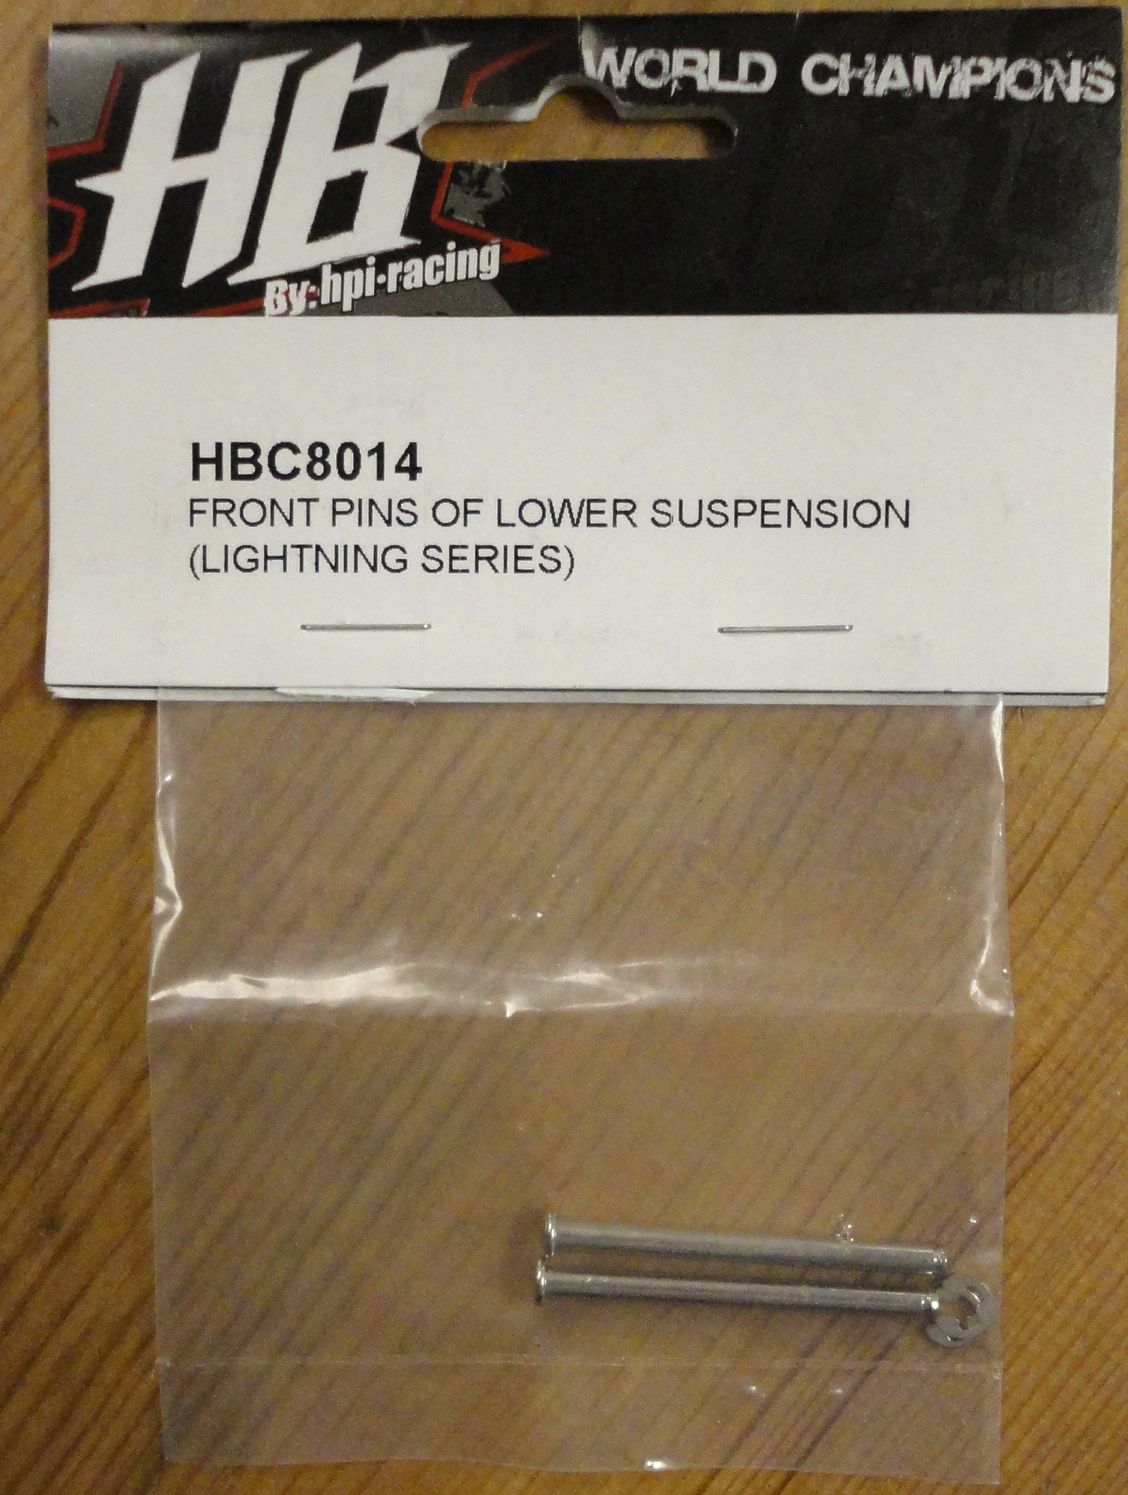 HB
By: hpi·racing
WORLD CHAMPIONS
HBC8014
FRONT PINS OF LOWER SUSPENSION
(LIGHTNING SERIES)